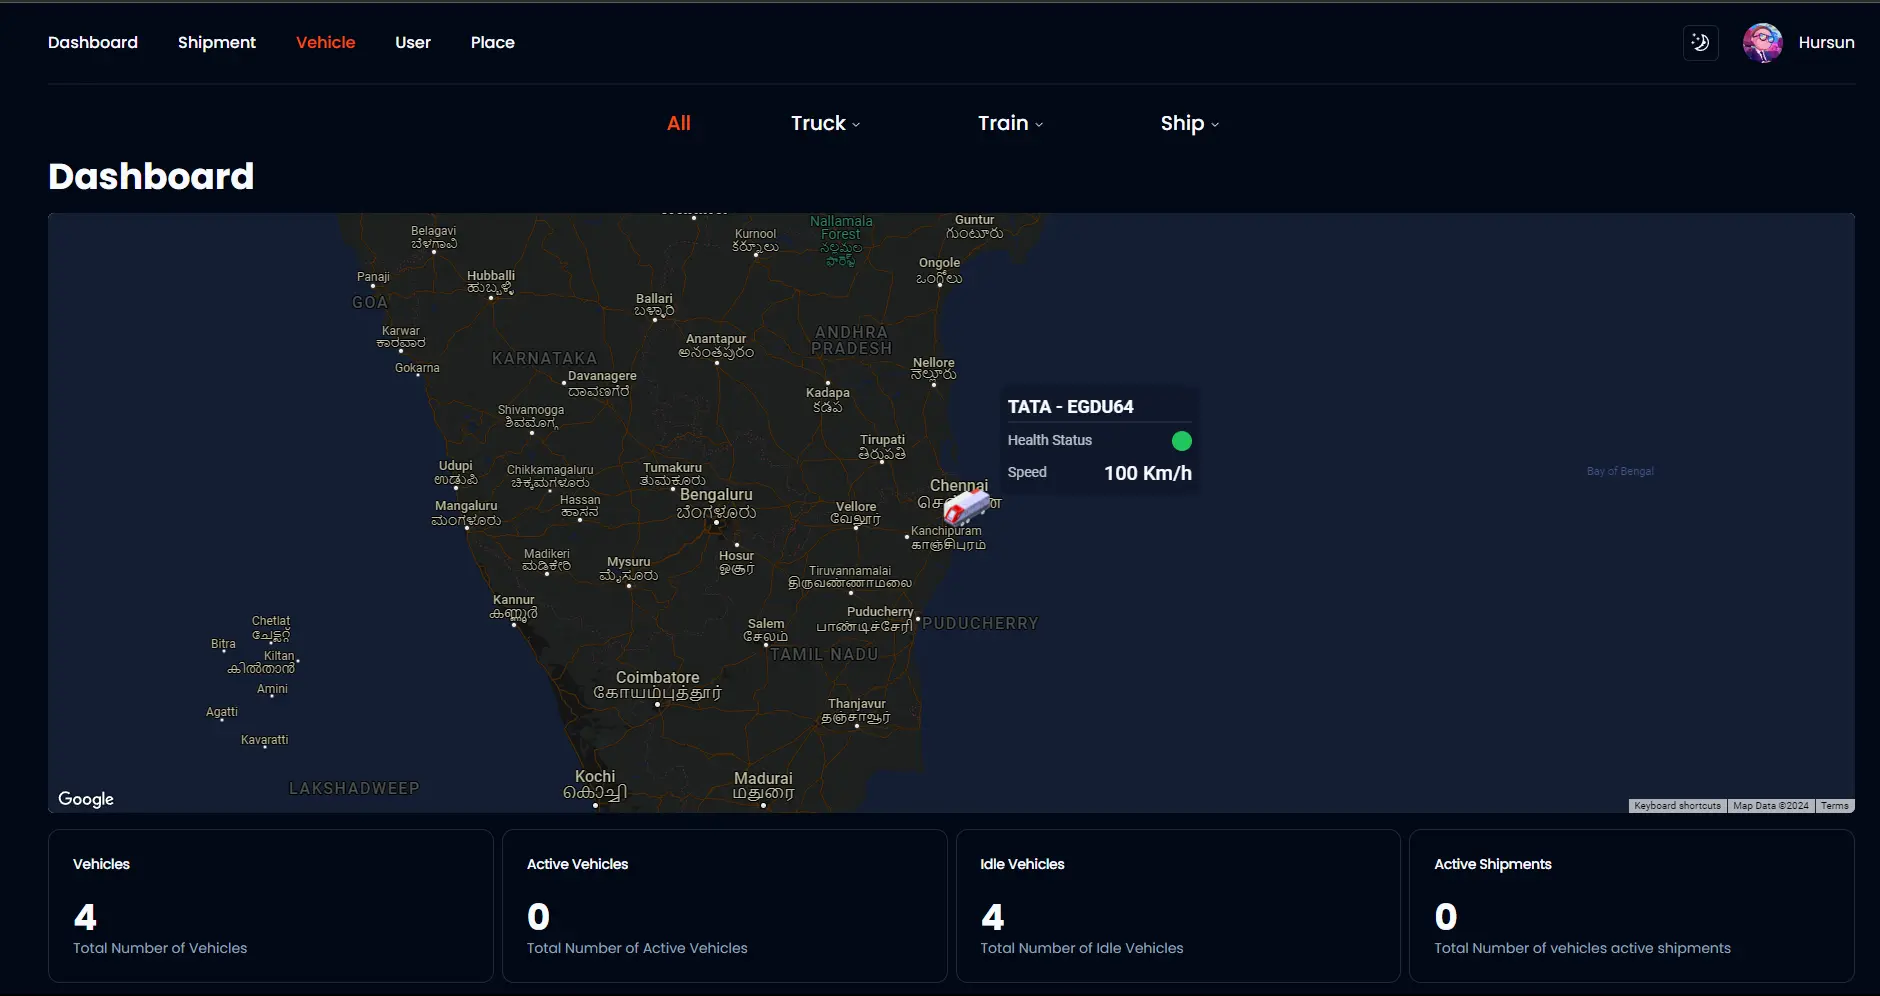 Dashboard
Shipment
Vehicle
User
Place
Hursun
All
Truck
Train
Ship
Dashboard
Nallamala
Forest
నల్లమల
ఫారెస్ట్
Guntur
గుంటూరు
Belagavi
ಬೆಳಗಾವಿ
Kurnool
కర్నూలు
Ongole
ఒంగోలు
Panaji
Hubballi
ಹುಬ್ಬಳ್ಳಿ
GOA
Ballari
ಬಳ್ಳಾರಿ
Karwar
ಕಾರವಾರ
Anantapur
అనంతపురం
ANDHRA
PRADESH
Gokarna
KARNATAKA
Nellore
నెల్లూరు
Davanagere
ದಾವಣಗೆರೆ
Kadapa
కడప
TATA - EGDU64
Shivamogga
ಶಿವಮೊಗ್ಗ
Health Status
Tirupati
తిరుపతి
Speed
100 Km/h
Bay of Bengal
Udupi
ಉಡುಪಿ
Chikkamagaluru
ಚಿಕ್ಕಮಗಳೂರು
Tumakuru
ತುಮಕೂರು
Chennai
Hassan
ಹಾಸನ
Bengaluru
ಬೆಂಗಳೂರು
Mangaluru
ಮಂಗಳೂರು
Vellore
வேலூர்
Kanchipuram
காஞ்சிபுரம்
Madikeri
ಮಡಿಕೇರಿ
Mysuru
ಮೈಸೂರು
Hosur
ஓசூர்
Tiruvannamalai
திருவண்ணாமலை
Kannur
കണ്ണൂർ
Puducherry
பாண்டிச்சேரி
PUDUCHERRY
Chetlat
ചേറ്റ്ലറ്റ്
Salem
சேலம்
Bitra
Kiltan
കിൽതാൻ
TAMIL NADU
Amini
Coimbatore
கோயம்புத்தூர்
Agatti
Thanjavur
தஞ்சாவூர்
Kavaratti
LAKSHADWEEP
Kochi
കൊച്ചി
Madurai
மதுரை
Google
Keyboard shortcuts
Map Data ©2024
Terms
Vehicles
4
Total Number of Vehicles
Active Vehicles
0
Total Number of Active Vehicles
Idle Vehicles
4
Total Number of Idle Vehicles
Active Shipments
0
Total Number of vehicles active shipments